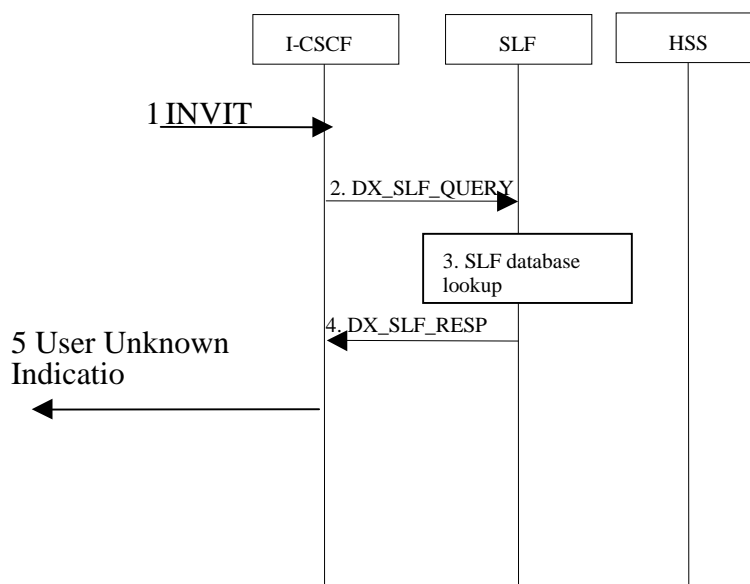 I-CSCF
SLF
HSS
1 INVIT
2. DX_SLF_QUERY
3. SLF database
lookup
4. DX_SLF_RESP
5 User Unknown
Indicatio